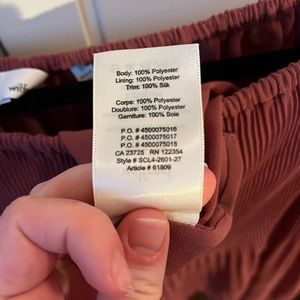 Body: 100% Polyester
Lining: 100% Polyester
Trim: 100% Silk
Corps: 100% Polyester
Doublure: 100% Polyester
Garniture: 100% Soie
P.O. # 4500075016
P.O. # 4500075017
P.O. # 4500075018
CA 23725 RN 122354
Style # SCL4-2601-27
Article # 61809